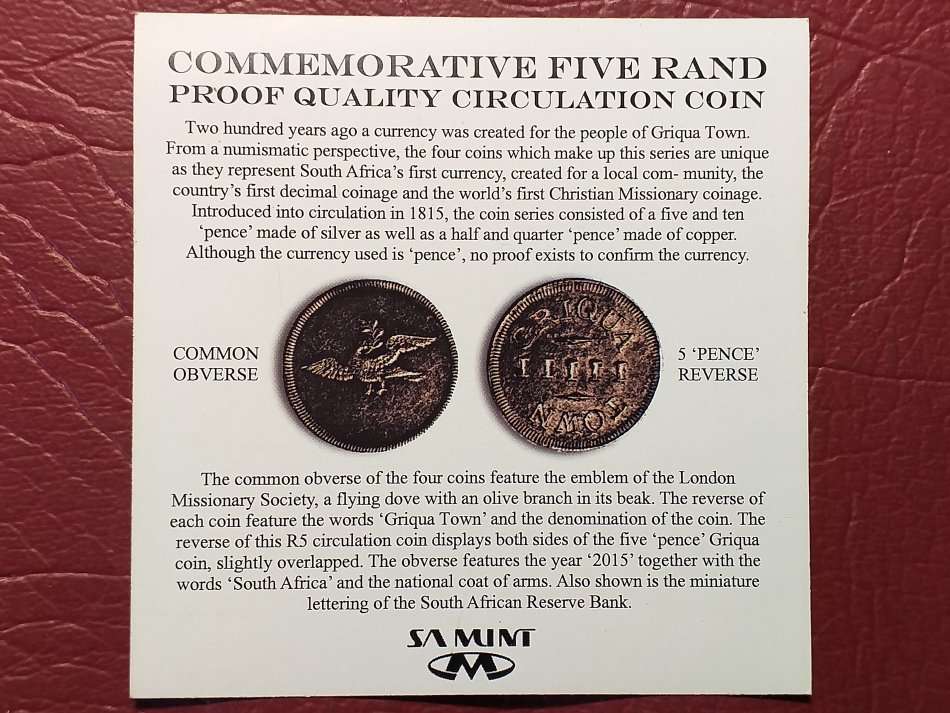 COMMEMORATIVE FIVE RAND
PROOF QUALITY CIRCULATION COIN
Two hundred years ago a currency was created for the people of Griqua Town.
From a numismatic perspective, the four coins which make up this series are unique
as they represent South Africa's first currency, created for a local com- munity, the
country's first decimal coinage and the world's first Christian Missionary coinage.
Introduced into circulation in 1815, the coin series consisted of a five and ten
'pence' made of silver as well as a half and quarter 'pence' made of copper.
Although the currency used is 'pence', no proof exists to confirm the currency.
COMMON
OBVERSE
GRIQUA
IIIII
TOWN
5 'PENCE'
REVERSE
The common obverse of the four coins feature the emblem of the London
Missionary Society, a flying dove with an olive branch in its beak. The reverse of
each coin feature the words 'Griqua Town' and the denomination of the coin. The
reverse of this R5 circulation coin displays both sides of the five 'pence' Griqua
coin, slightly overlapped. The obverse features the year '2015' together with the
words 'South Africa' and the national coat of arms. Also shown is the miniature
lettering of the South African Reserve Bank.
SA MINT